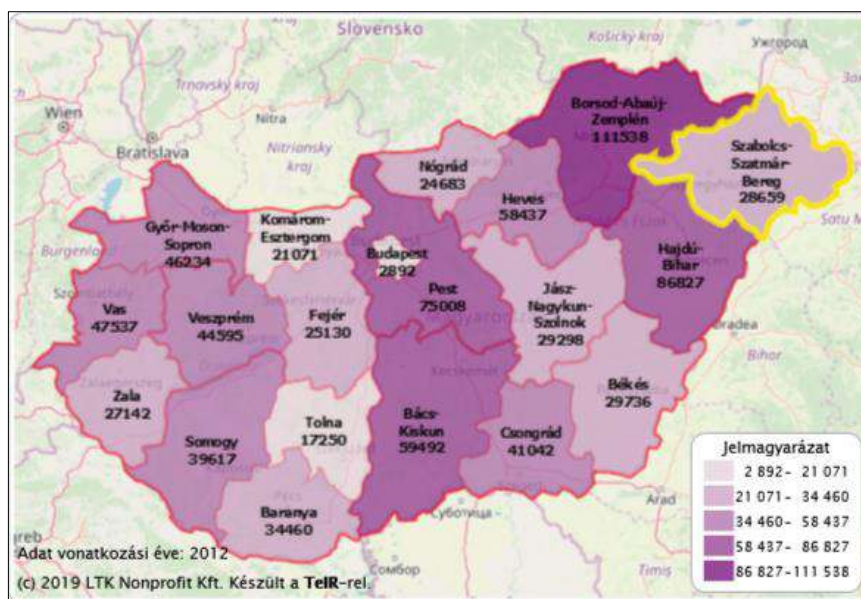 Slovensko
Košický kraj
Ужгород
Trnavský kraj
Wien
Nitra
Nitriansky
kraj
Bratislava
Borsod-Abaúj-
Zemplén
111538
Szabolcs-
Szatmár-
Bereg
28659
Nógrád
24683
Heves
58437
Satu M
Győr-Moson-
Sopron
46234
Komárom-
Esztergom
21071
Budapest
2892
Hajdú-
Bihar
86827
Burgenland
Pest
75008
Jász-
Nagykun-
Szolnok
29298
Vas
47537
Veszprém
44595
Fejér
25130
Oradea
Bihor
Zala
27142
Békés
29736
Tolna
17250
Bács-
Kiskun
59492
Csongrád
41042
Somogy
39617
Baranya
34460
Суботица
Arad
Timiș
Сомбор
greb
Jelmagyarázat
2 892- 21 071
21 071- 34 460
34 460- 58 437
58 437- 86 827
86 827-111 538
Adat vonatkozási éve: 2012
(c) 2019 LTK Nonprofit Kft. Készült a TeIR-rel.